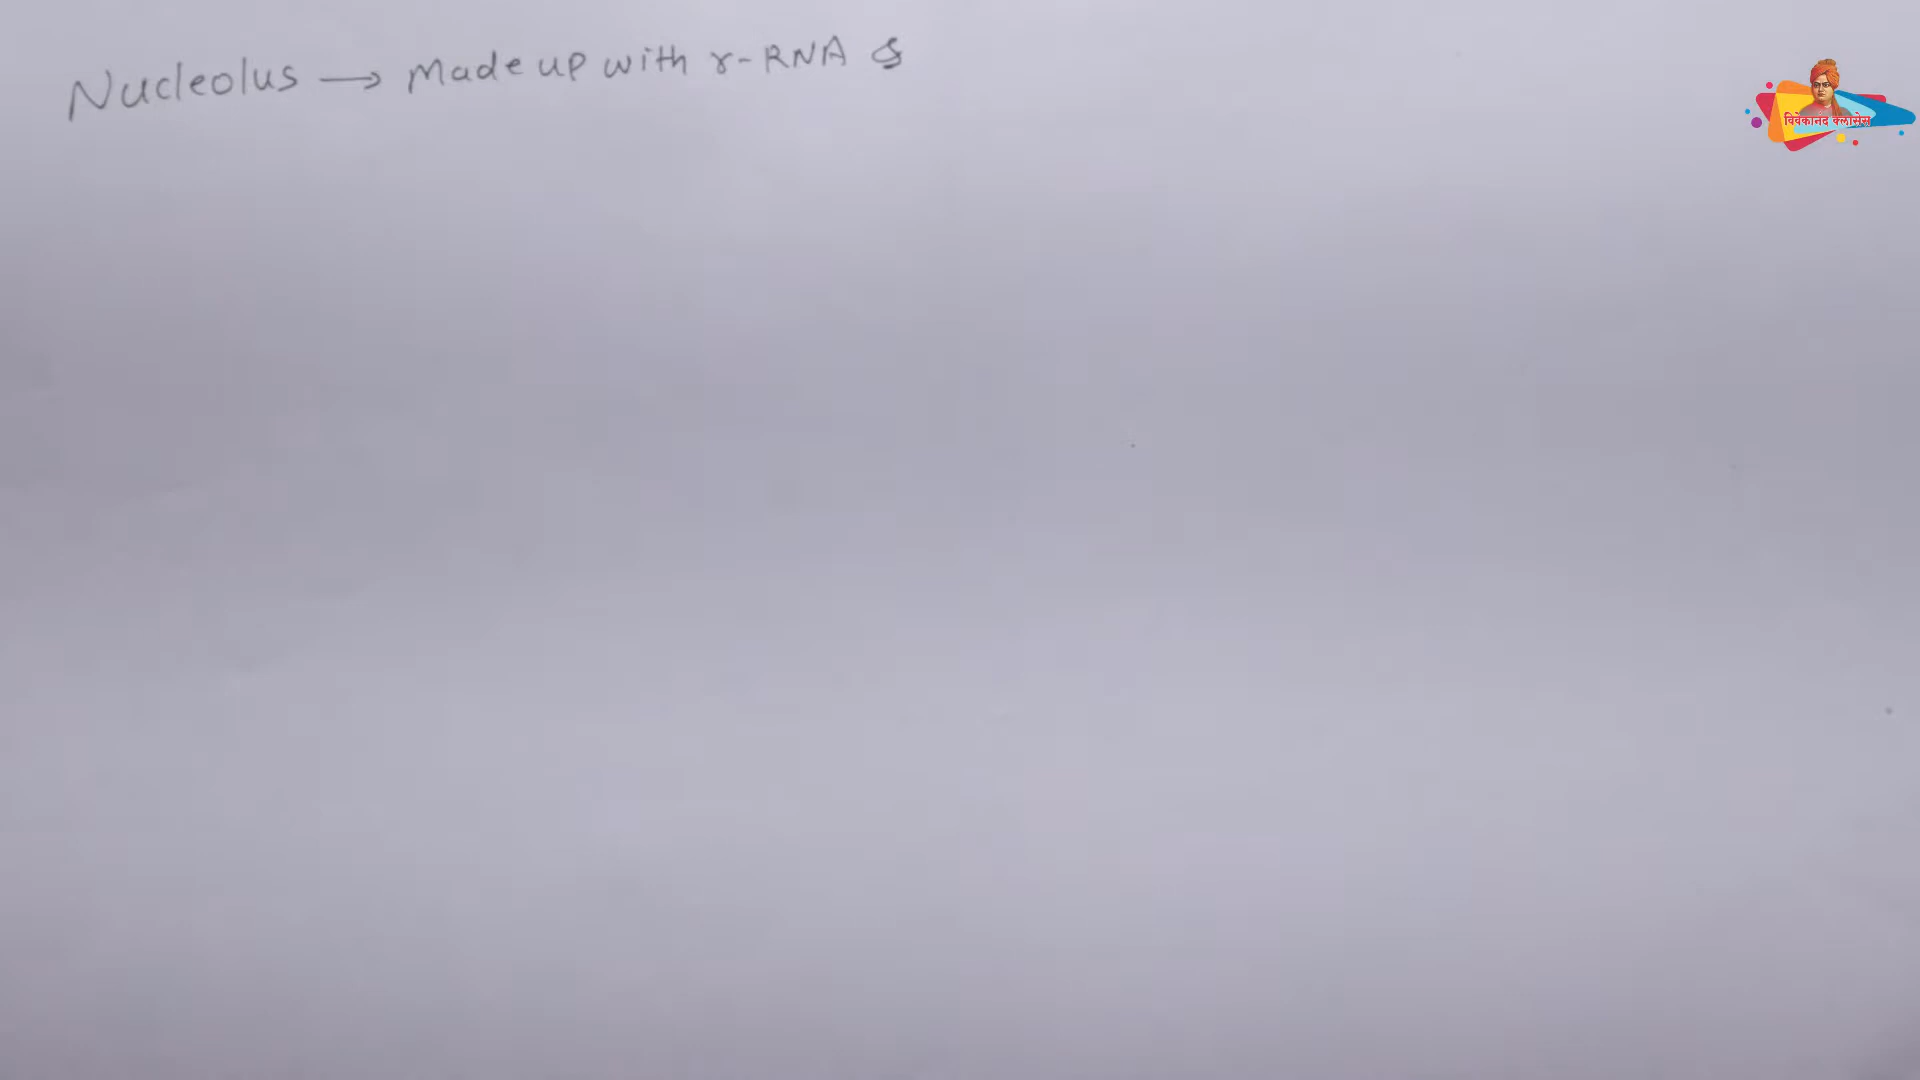 Nucleolus → Made up with r-RNA &
विवेकानंद क्लासेस